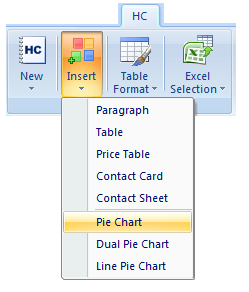 HC
HC
New
Insert
Table
Format
Excel
Selection
Paragraph
Table
Price Table
Contact Card
Contact Sheet
Pie Chart
Dual Pie Chart
Line Pie Chart